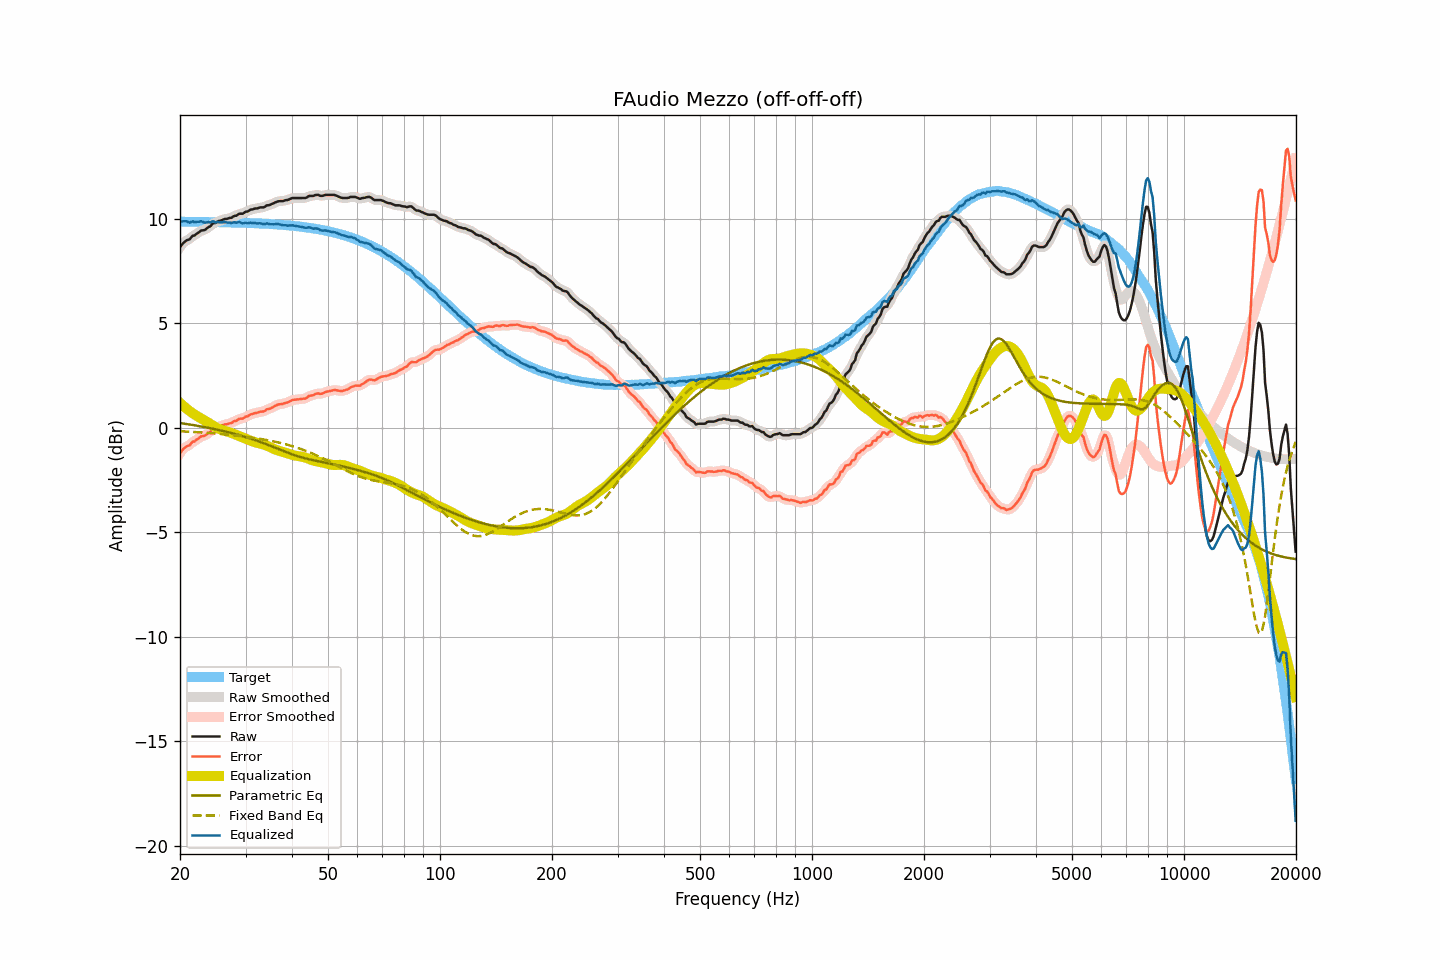 FAudio Mezzo (off-off-off)
Amplitude (dBr)
10
5
0
−5
−10
−15
−20
Target
Raw Smoothed
Error Smoothed
Raw
Error
Equalization
Parametric Eq
Fixed Band Eq
Equalized
20 50 100 200 500 1000 2000 5000 10000 20000
Frequency (Hz)